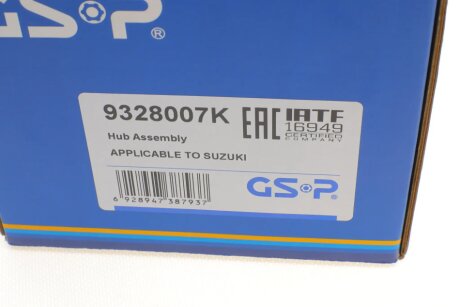 GSP®
9328007K
EAC
IATF
16949
CERTIFIED
COMPANY
Hub Assembly
APPLICABLE TO SUZUKI
GSP
6 928947 387937